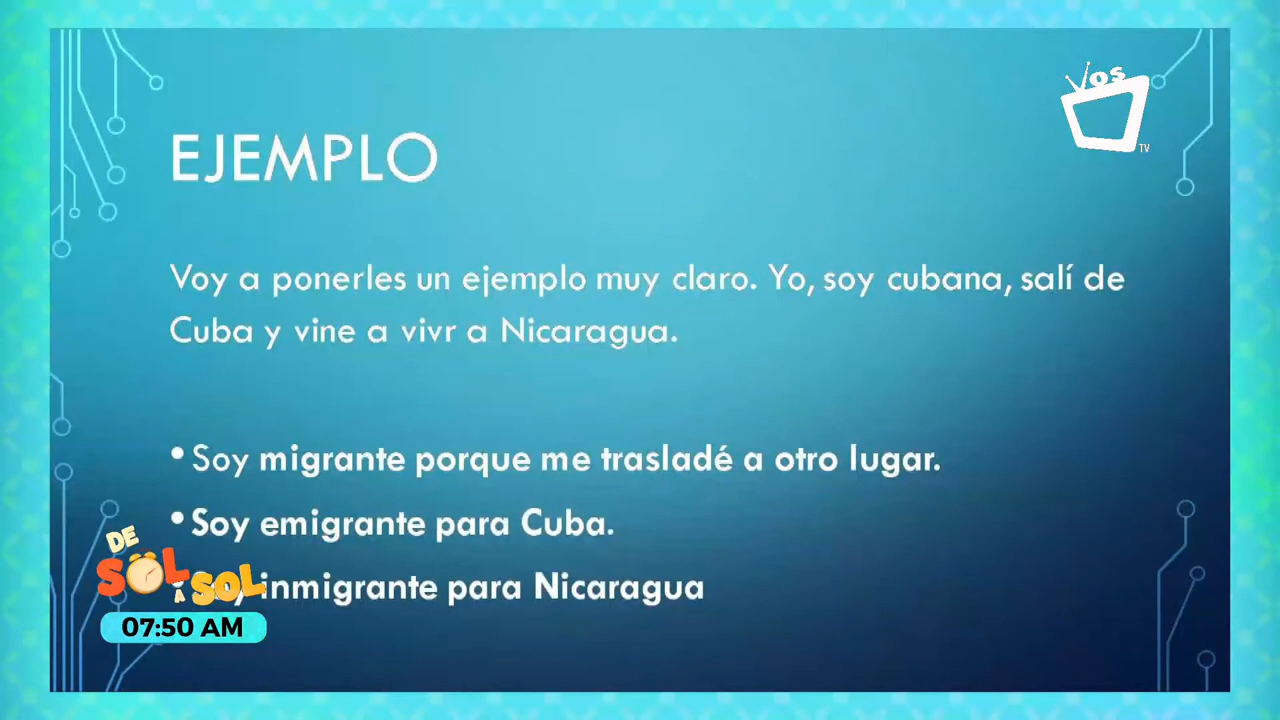 VOS
TV
EJEMPLO
Voy a ponerles un ejemplo muy claro. Yo, soy cubana, salí de
Cuba y vine a vivr a Nicaragua.
• Soy migrante porque me trasladé a otro lugar.
• Soy emigrante para Cuba.
inmigrante para Nicaragua
DE
SOL
A SOL
07:50 AM